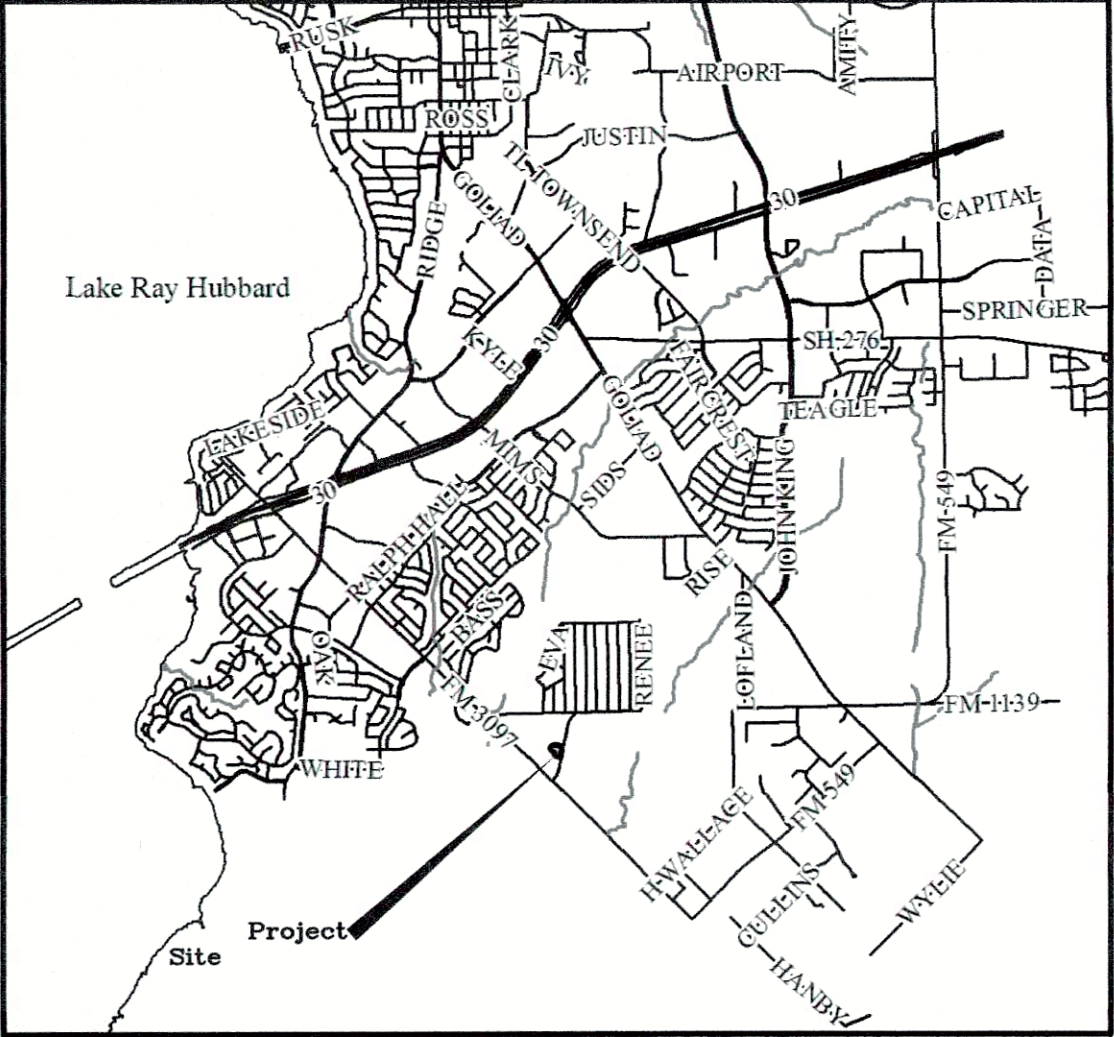 RUSK
CLARK
IVY
AIRPORT
AMITY
ROSS
JUSTIN
TL TOWNSEND
GOLIAD
RIDGE
30
CAPITAL
DATA
Lake Ray Hubbard
SPRINGER
KYLE
30
SH 276
FAIRCREST
GOLIAD
TEAGLE
LAKESIDE
MIMS
SIDS
JOHN KING
30
RALPH HALL
FM-549
RISE
BASS
LOFLAND
OAK
EVA
RENEE
FM-3097
FM-1139
WHITE
FM-549
H WALLACE
CULLINS
WYLIE
Project
Site
HANBY